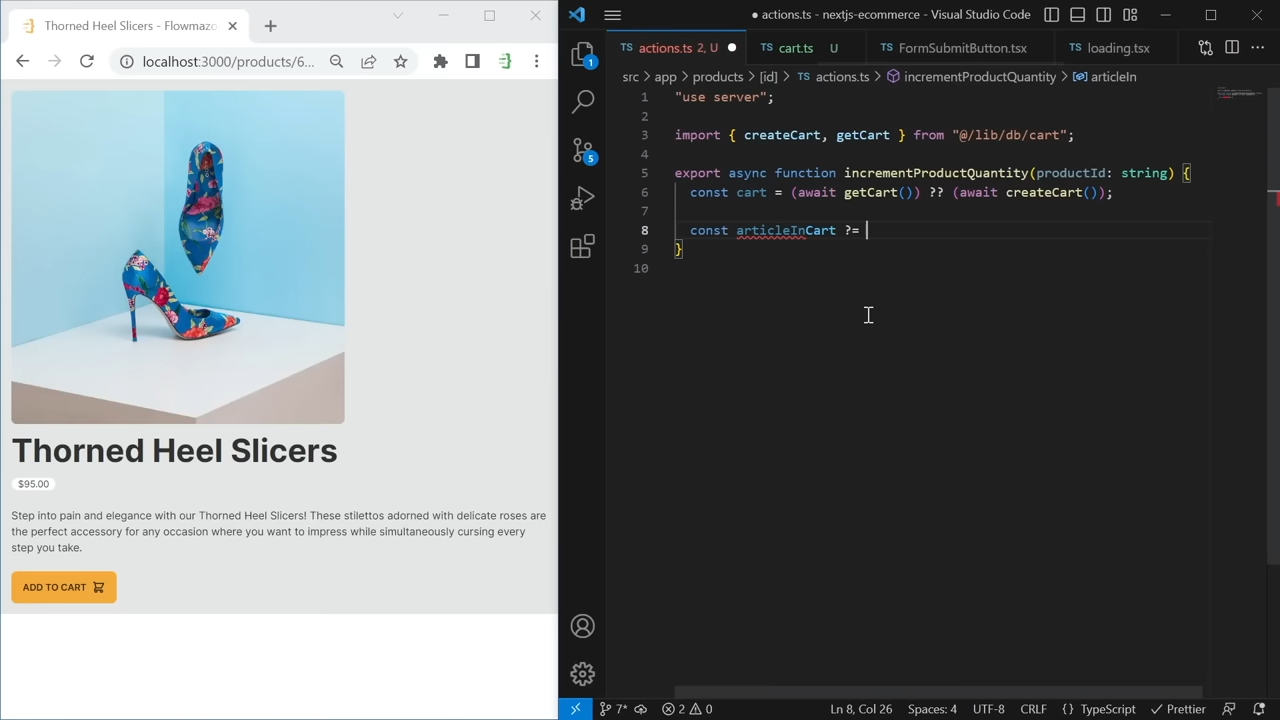 Thorned Heel Slicers - Flowmazo
localhost:3000/products/6...
Thorned Heel Slicers
$95.00
Step into pain and elegance with our Thorned Heel Slicers! These stilettos adorned with delicate roses are
the perfect accessory for any occasion where you want to impress while simultaneously cursing every
step you take.
ADD TO CART
actions.ts - nextjs-ecommerce - Visual Studio Code
TS actions.ts 2, U
TS cart.ts U
TS FormSubmitButton.tsx
TS loading.tsx
src > app > products > [id] > TS actions.ts > incrementProductQuantity > articleIn
1 "use server";
2
3 import { createCart, getCart } from "@/lib/db/cart";
4
5 export async function incrementProductQuantity(productId: string) {
6 const cart = (await getCart()) ?? (await createCart());
7
8 const articleInCart ?=
9 }
10
1
5
7*
2 0
Ln 8, Col 26
Spaces: 4
UTF-8
CRLF
{} TypeScript
Prettier